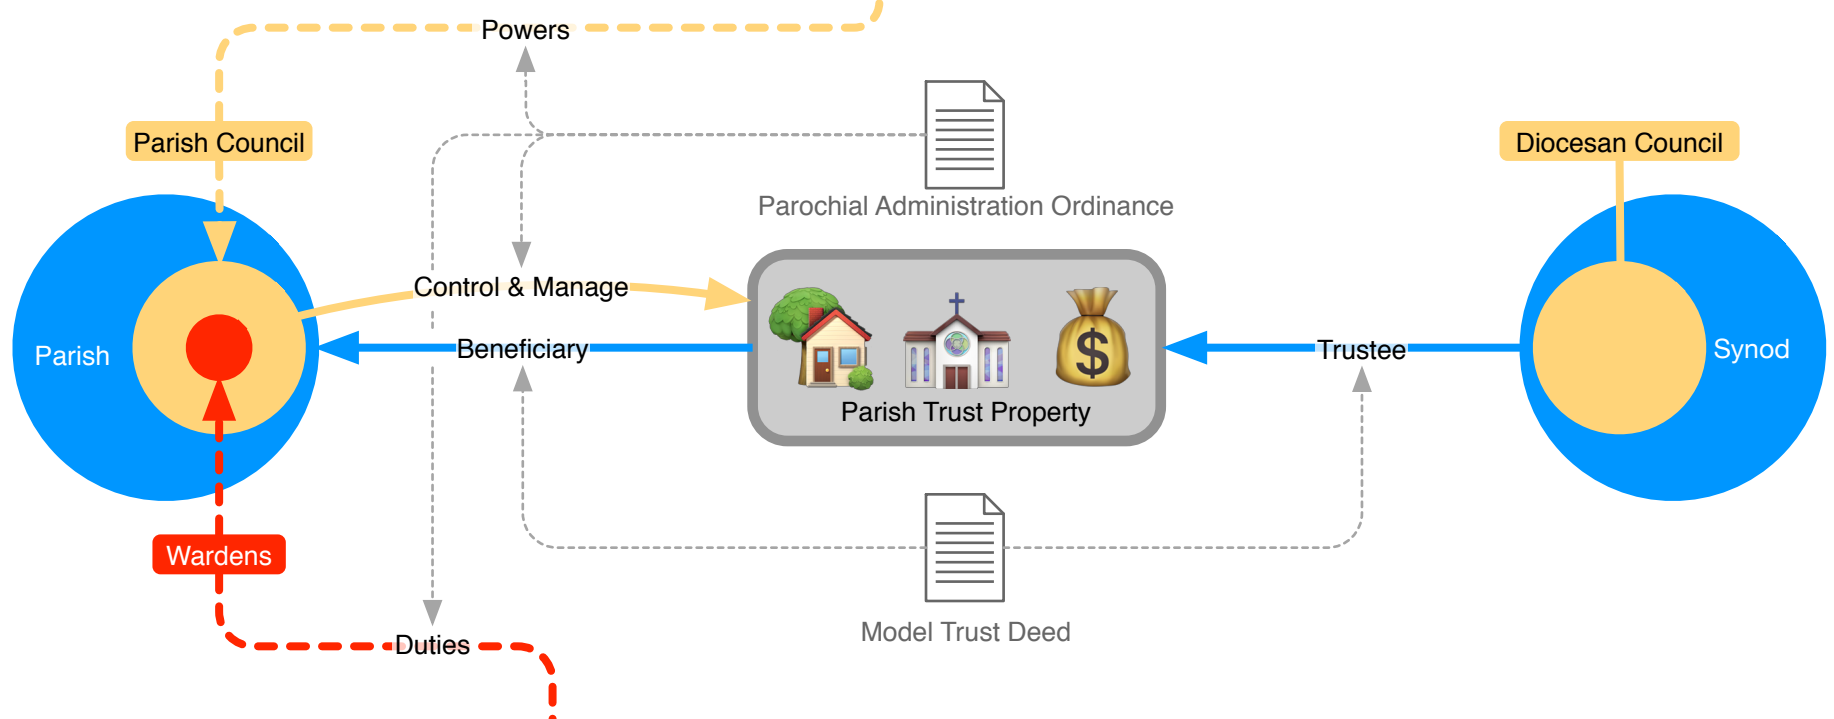 Powers
Parish Council
Diocesan Council
Parochial Administration Ordinance
Control & Manage
Beneficiary
Trustee
Parish
Synod
$
Parish Trust Property
Wardens
Model Trust Deed
Duties